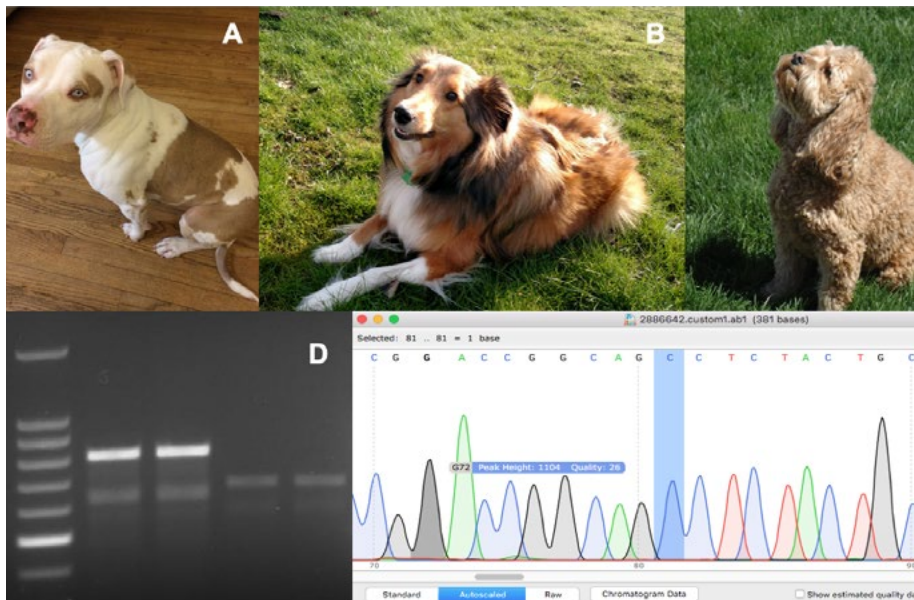 A
B
D
2886642.custom1.ab1 (381 bases)
Selected: 81 .. 81 = 1 base
C G G A C C G G C A G C C T C T A C T G C
G72 Peak Height: 1104 Quality: 26
70 80
Standard Autoscaled Raw Chromatogram Data Show estimated quality